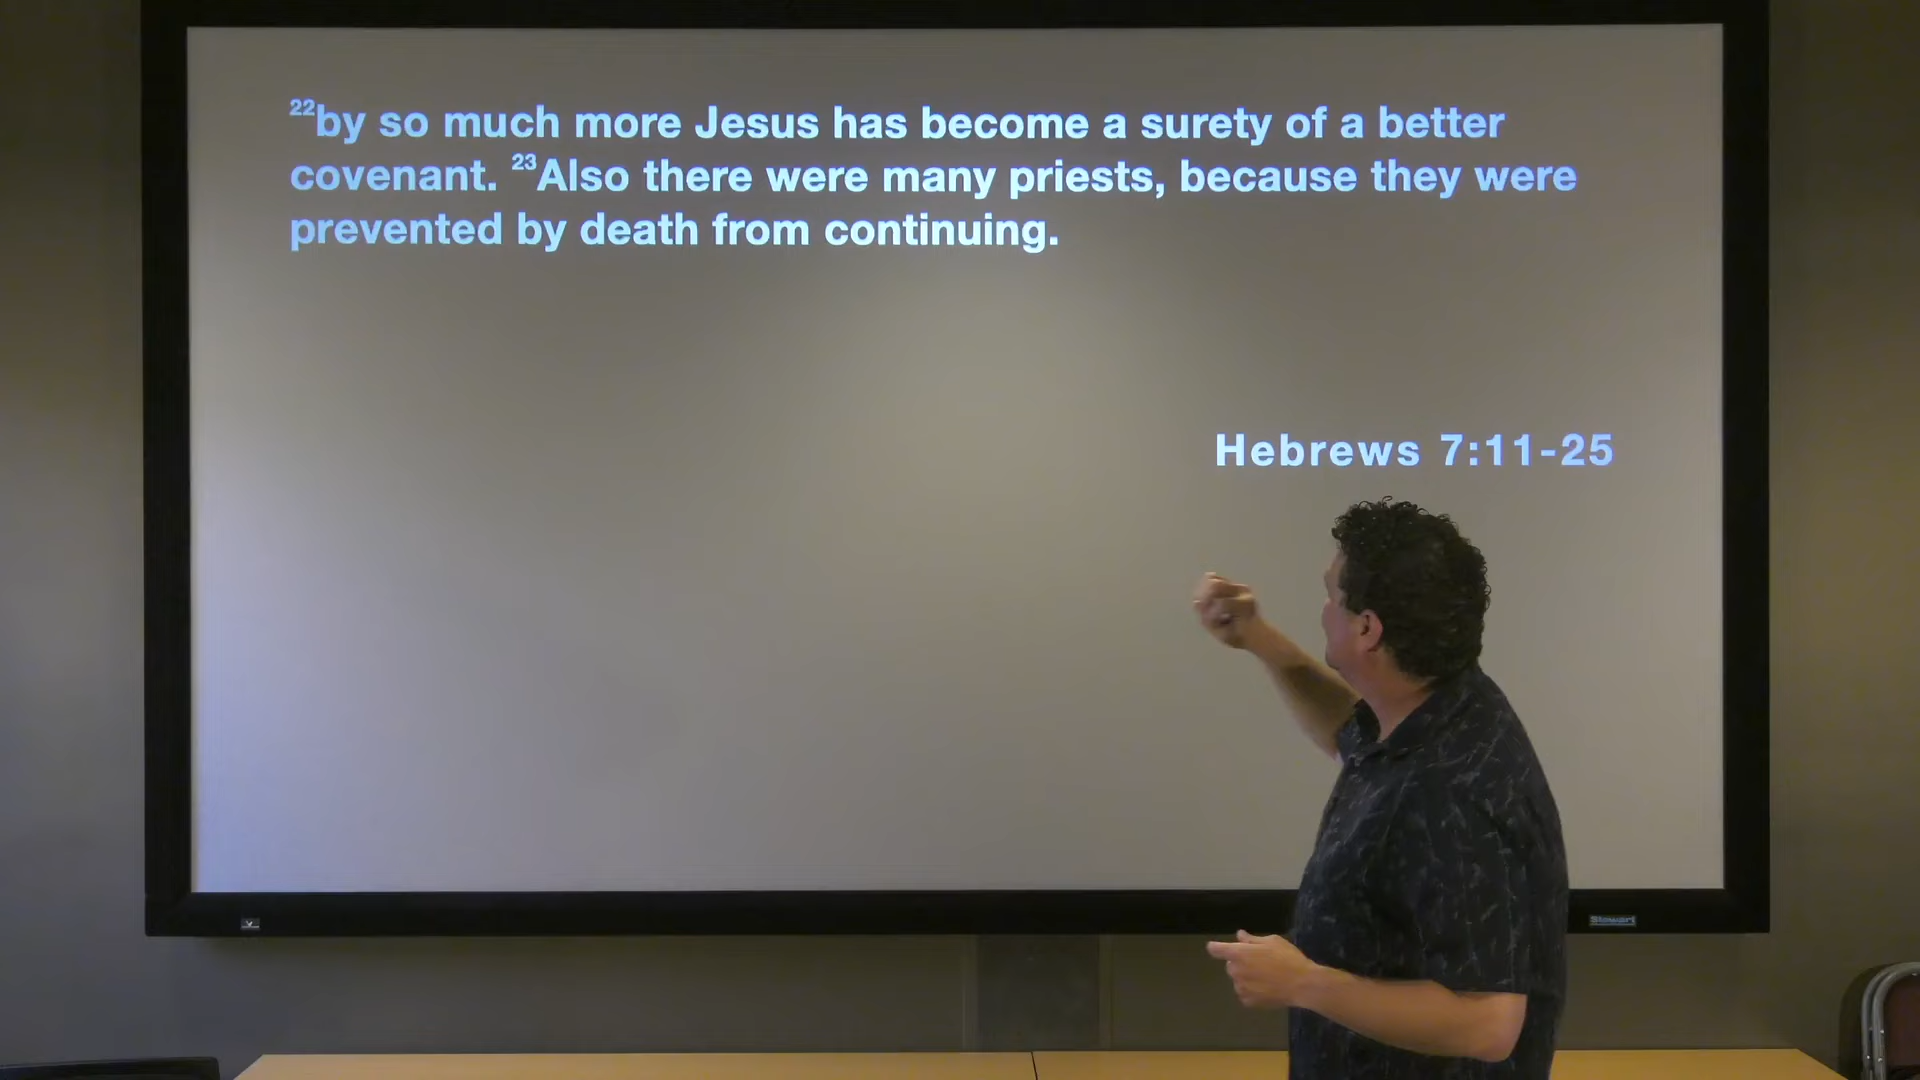 22by so much more Jesus has become a surety of a better
covenant. 23Also there were many priests, because they were
prevented by death from continuing.
Hebrews 7:11-25
Stewart